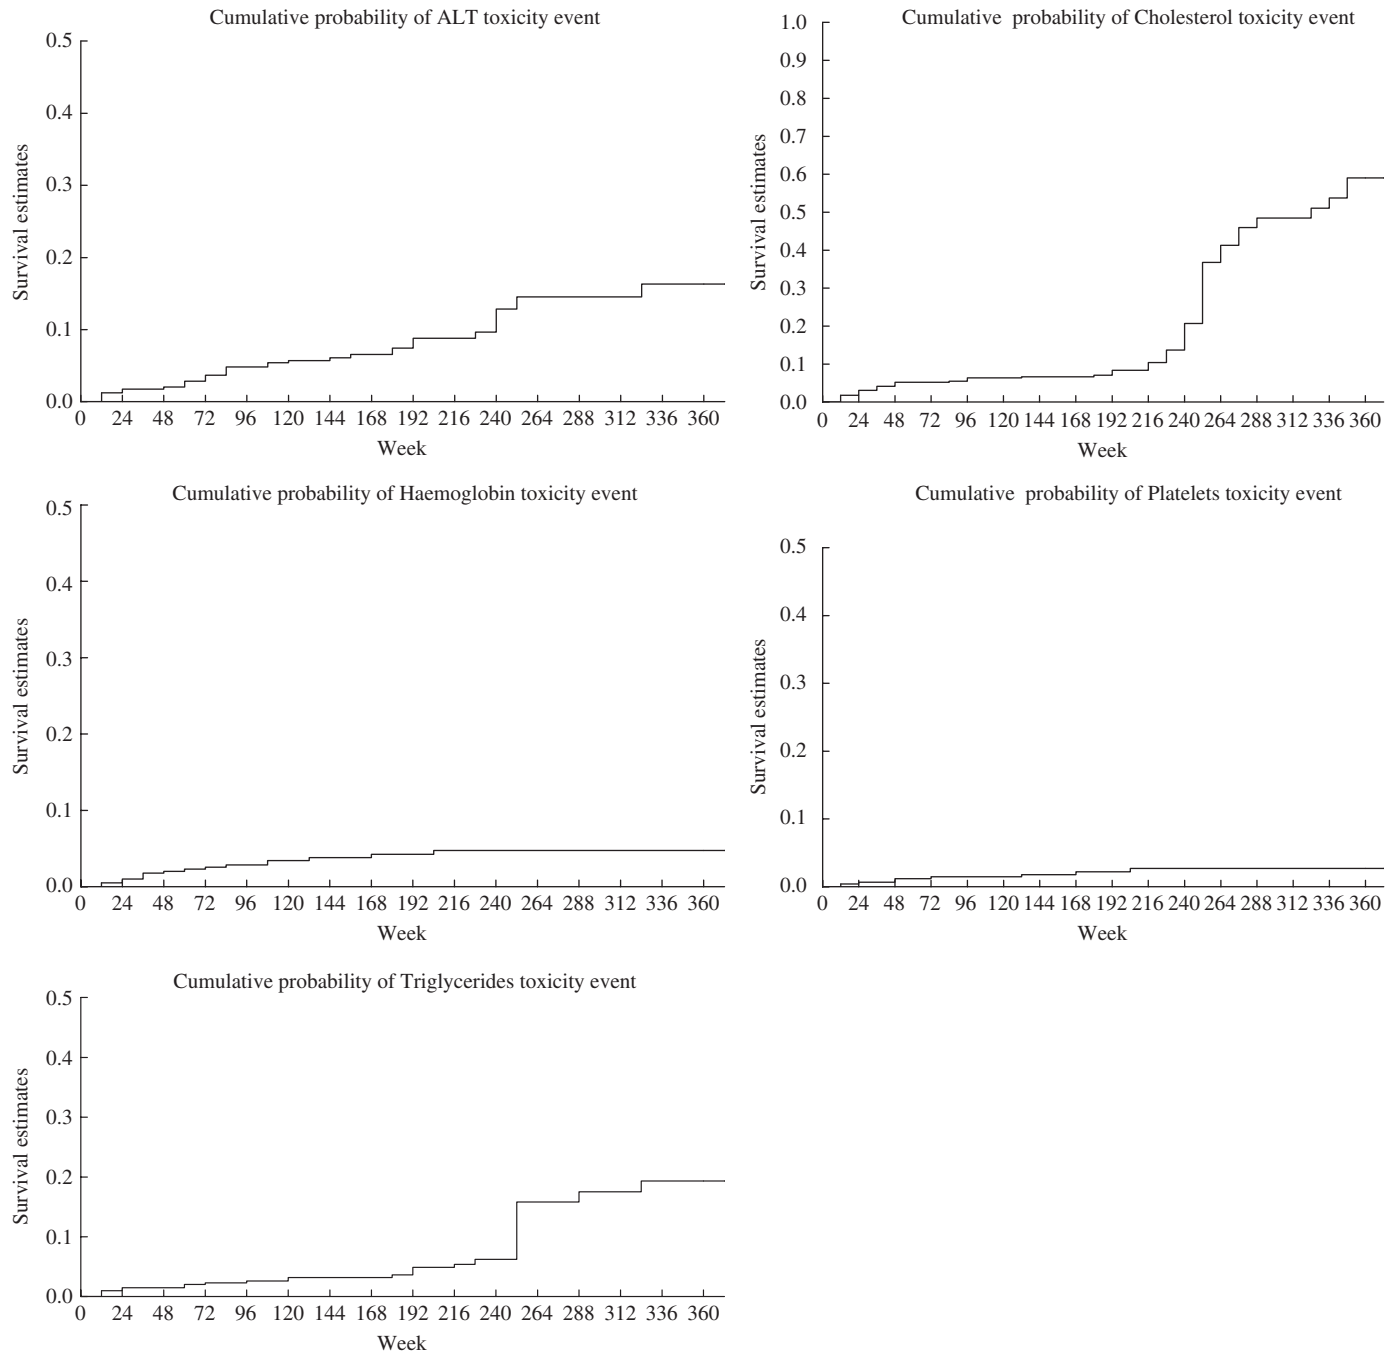 Cumulative probability of ALT toxicity event
0.5
0.4
0.3
0.2
0.1
0.0
Survival estimates
0 24 48 72 96 120 144 168 192 216 240 264 288 312 336 360
Week
Cumulative probability of Cholesterol toxicity event
1.0
0.9
0.8
0.7
0.6
0.5
0.4
0.3
0.2
0.1
0.0
Survival estimates
0 24 48 72 96 120 144 168 192 216 240 264 288 312 336 360
Week
Cumulative probability of Haemoglobin toxicity event
0.5
0.4
0.3
0.2
0.1
0.0
Survival estimates
0 24 48 72 96 120 144 168 192 216 240 264 288 312 336 360
Week
Cumulative probability of Platelets toxicity event
0.5
0.4
0.3
0.2
0.1
0.0
Survival estimates
0 24 48 72 96 120 144 168 192 216 240 264 288 312 336 360
Week
Cumulative probability of Triglycerides toxicity event
0.5
0.4
0.3
0.2
0.1
0.0
Survival estimates
0 24 48 72 96 120 144 168 192 216 240 264 288 312 336 360
Week